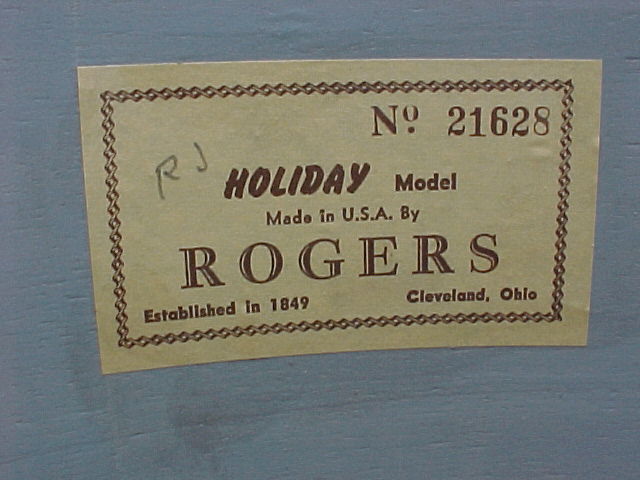 Nº 21628
RJ
HOLIDAY Model
Made in U.S.A. By
ROGERS
Established in 1849
Cleveland, Ohio